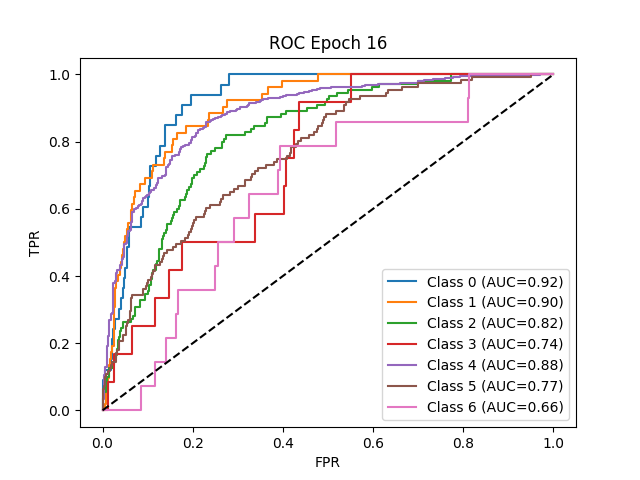 ROC Epoch 16
TPR
1.0
0.8
0.6
0.4
0.2
0.0
Class 0 (AUC=0.92)
Class 1 (AUC=0.90)
Class 2 (AUC=0.82)
Class 3 (AUC=0.74)
Class 4 (AUC=0.88)
Class 5 (AUC=0.77)
Class 6 (AUC=0.66)
0.0 0.2 0.4 0.6 0.8 1.0
FPR